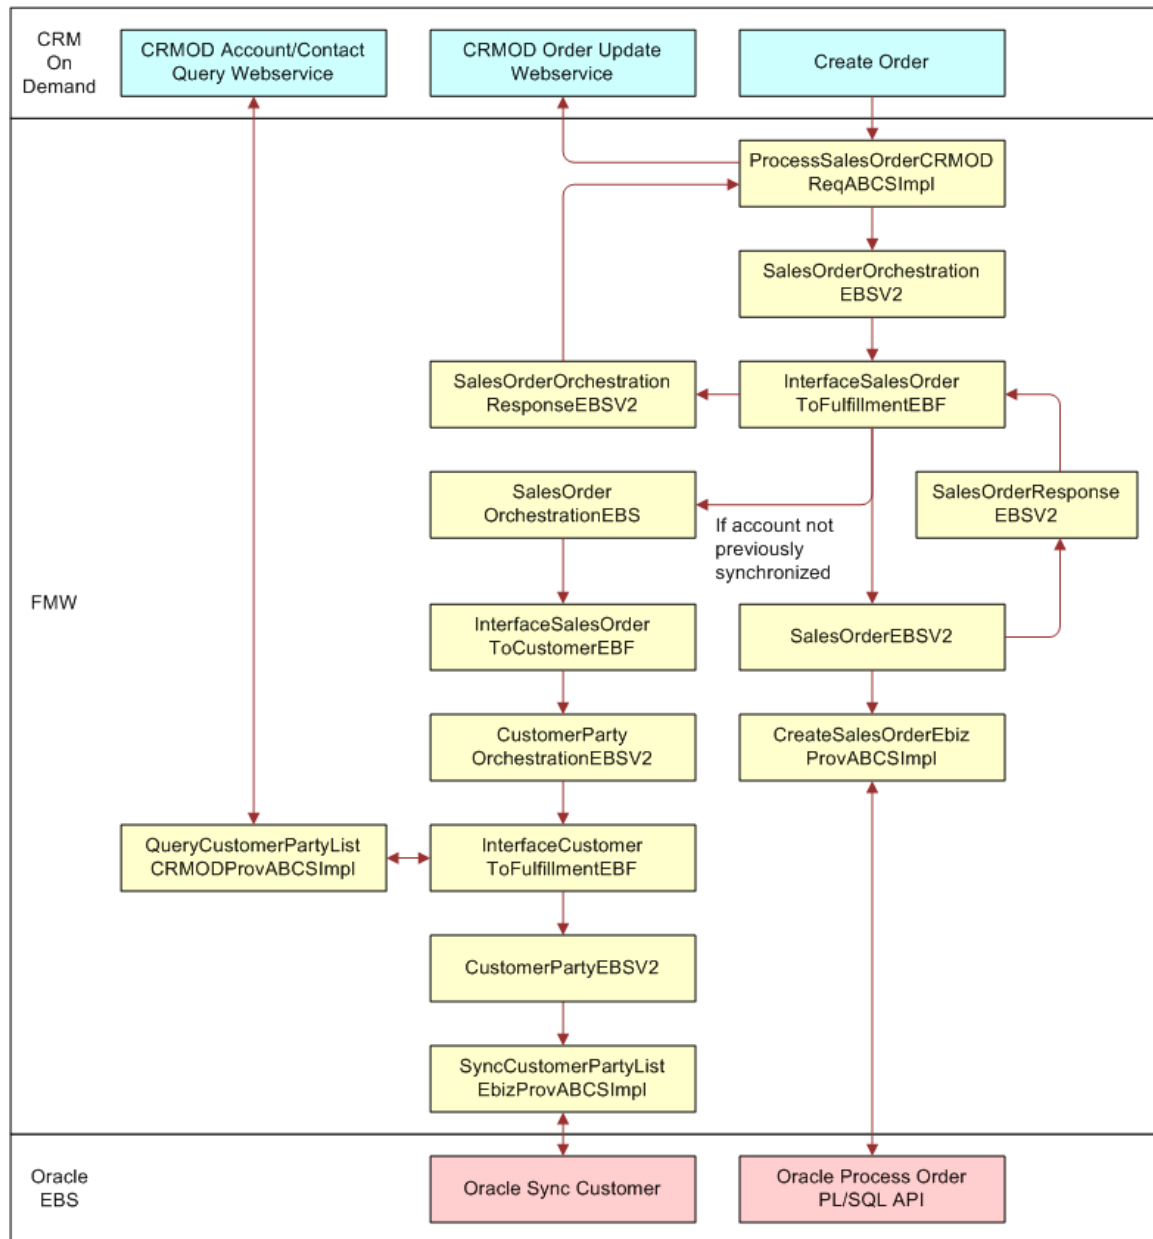 CRM
On
Demand
CRMOD Account/Contact
Query Webservice
CRMOD Order Update
Webservice
Create Order
FMW
ProcessSalesOrderCRMOD
ReqABCSImpl
SalesOrderOrchestration
EBSV2
SalesOrderOrchestration
ResponseEBSV2
InterfaceSalesOrder
ToFulfillmentEBF
SalesOrder
OrchestrationEBS
If account not
previously
synchronized
SalesOrderResponse
EBSV2
InterfaceSalesOrder
ToCustomerEBF
SalesOrderEBSV2
CustomerParty
OrchestrationEBSV2
CreateSalesOrderEbiz
ProvABCSImpl
QueryCustomerPartyList
CRMODProvABCSImpl
InterfaceCustomer
ToFulfillmentEBF
CustomerPartyEBSV2
SyncCustomerPartyList
EbizProvABCSImpl
Oracle
EBS
Oracle Sync Customer
Oracle Process Order
PL/SQL API